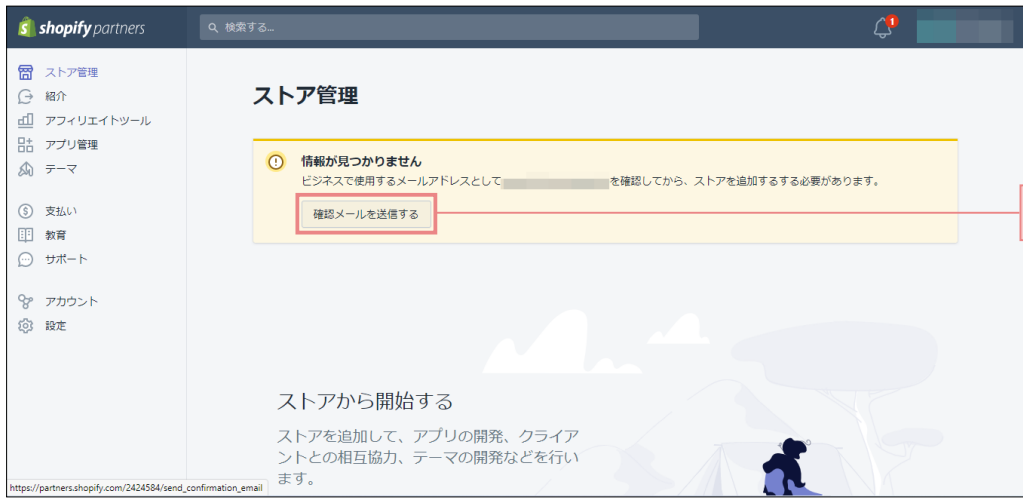 shopify partners
検索する...
1
ストア管理
紹介
アフィリエイトツール
アプリ管理
テーマ
支払い
教育
サポート
アカウント
設定
ストア管理
情報が見つかりません
ビジネスで使用するメールアドレスとして を確認してから、ストアを追加するする必要があります。
確認メールを送信する
ストアから開始する
ストアを追加して、アプリの開発、クライア
ントとの相互協力、テーマの開発などを行い
ます。
https://partners.shopify.com/2424584/send_confirmation_email